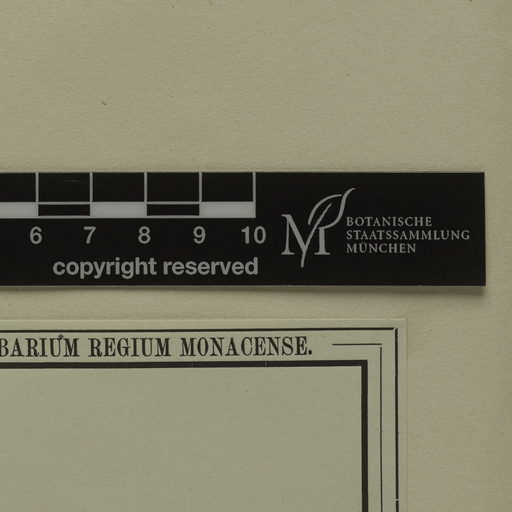 6 7 8 9 10
copyright reserved
BOTANISCHE
STAATSSAMMLUNG
MÜNCHEN
BARIUM REGIUM MONACENSE.